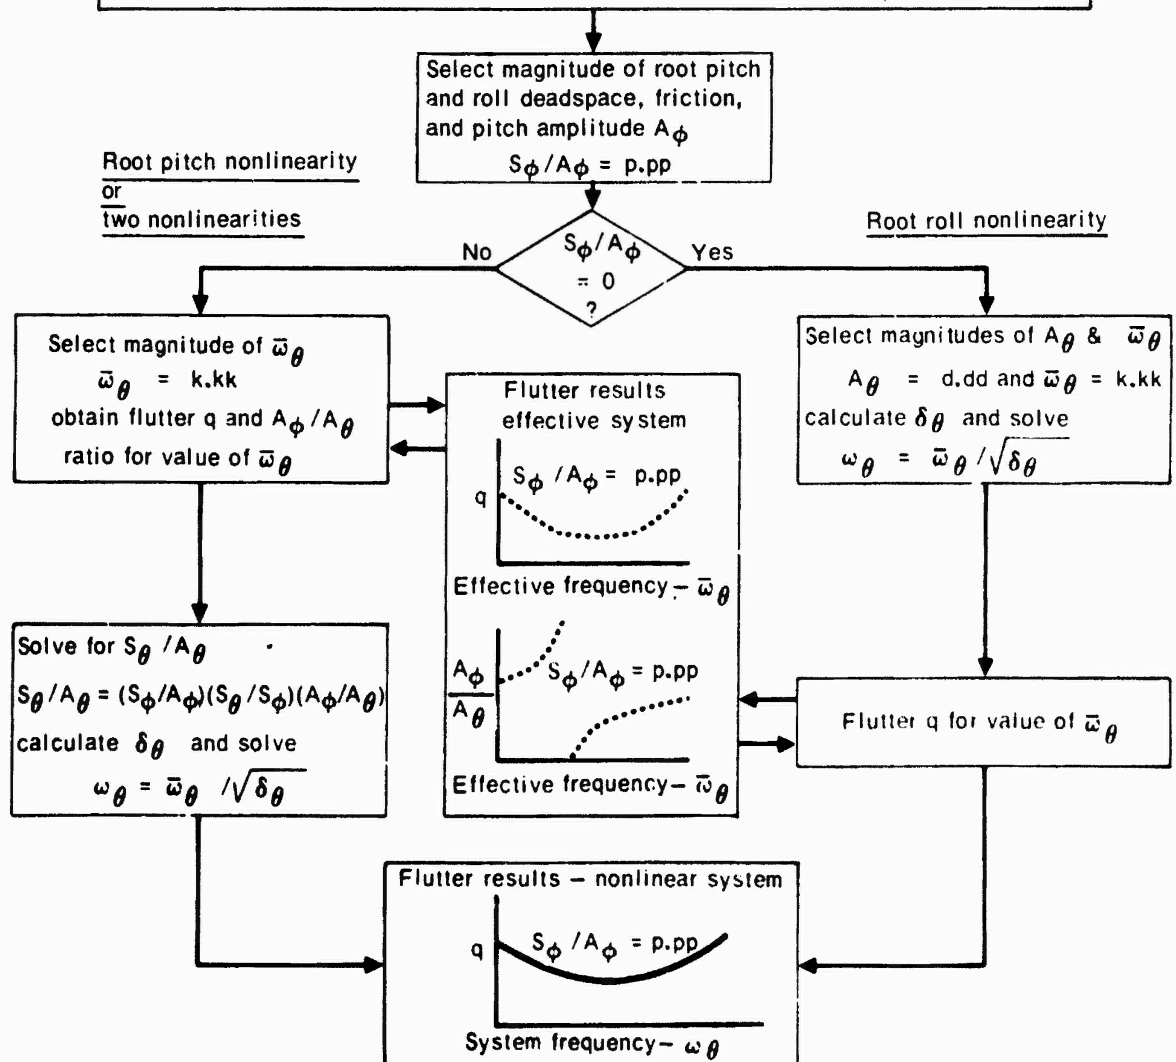 Select magnitude of root pitch
and roll deadspace, friction,
and pitch amplitude Aϕ
Sϕ/Aϕ = p.pp
Root pitch nonlinearity
or
two nonlinearities
Root roll nonlinearity
No
Sϕ/Aϕ
= 0
?
Yes
Select magnitude of ω̄θ
ω̄θ = k.kk
obtain flutter q and Aϕ/Aθ
ratio for value of ω̄θ
Select magnitudes of Aθ & ω̄θ
Aθ = d.dd and ω̄θ = k.kk
calculate δθ and solve
ωθ = ω̄θ/√δθ
Flutter results
effective system
Sϕ/Aϕ = p.pp
q
Effective frequency – ω̄θ
Aϕ
Aθ
Sϕ/Aϕ = p.pp
Effective frequency – ω̄θ
Solve for Sθ/Aθ
Sθ/Aθ = (Sϕ/Aϕ)(Sθ/Sϕ)(Aϕ/Aθ)
calculate δθ and solve
ωθ = ω̄θ /√δθ
Flutter q for value of ω̄θ
Flutter results – nonlinear system
q
Sϕ/Aϕ = p.pp
System frequency – ωθ